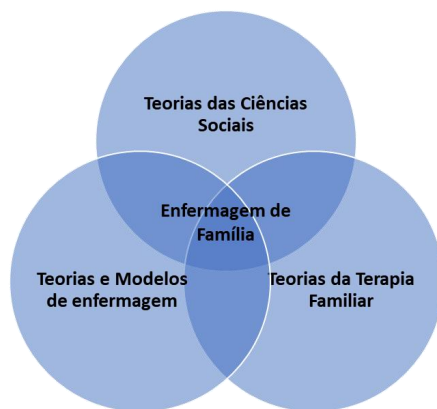 Teorias das Ciências
Sociais
Enfermagem de
Família
Teorias e Modelos
de enfermagem
Teorias da Terapia
Familiar